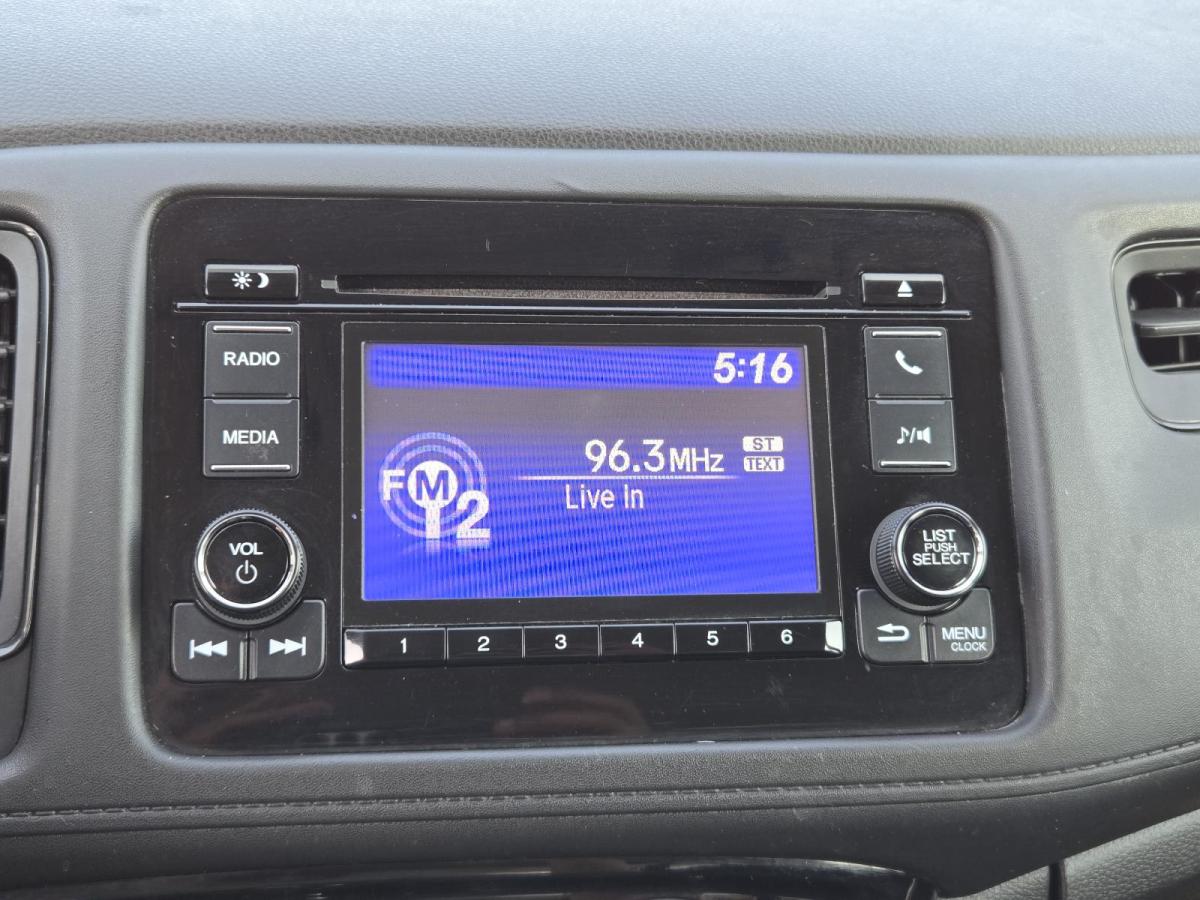 RADIO
MEDIA
VOL
5:16
96.3MHz
ST
TEXT
Live In
FM2
1 2 3 4 5 6
LIST
PUSH
SELECT
MENU
CLOCK